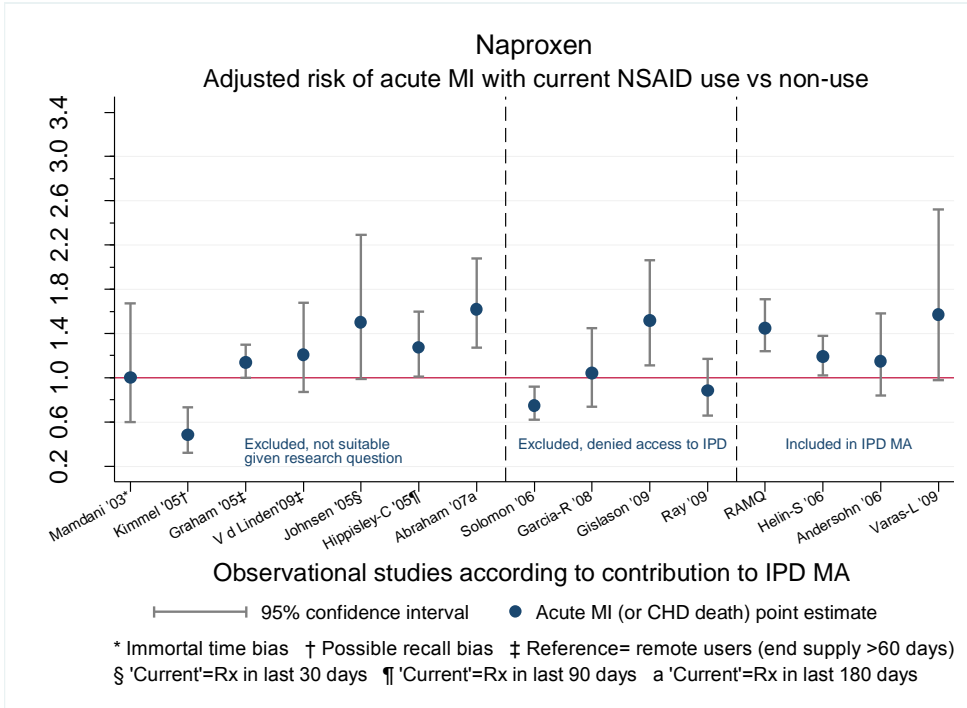 Naproxen
Adjusted risk of acute MI with current NSAID use vs non-use
3.4
3.0
2.6
2.2
1.8
1.4
1.0
0.6
0.2
Excluded, not suitable
given research question
Excluded, denied access to IPD
Included in IPD MA
Mamdani '03*
Kimmel '05†
Graham '05‡
V d Linden'09‡
Johnsen '05§
Hippisley-C '05¶
Abraham '07a
Solomon '06
Garcia-R '08
Gislason '09
Ray '09
RAMQ
Helin-S '06
Andersohn '06
Varas-L '09
Observational studies according to contribution to IPD MA
95% confidence interval Acute MI (or CHD death) point estimate
* Immortal time bias † Possible recall bias ‡ Reference= remote users (end supply >60 days)
§ 'Current'=Rx in last 30 days ¶ 'Current'=Rx in last 90 days a 'Current'=Rx in last 180 days